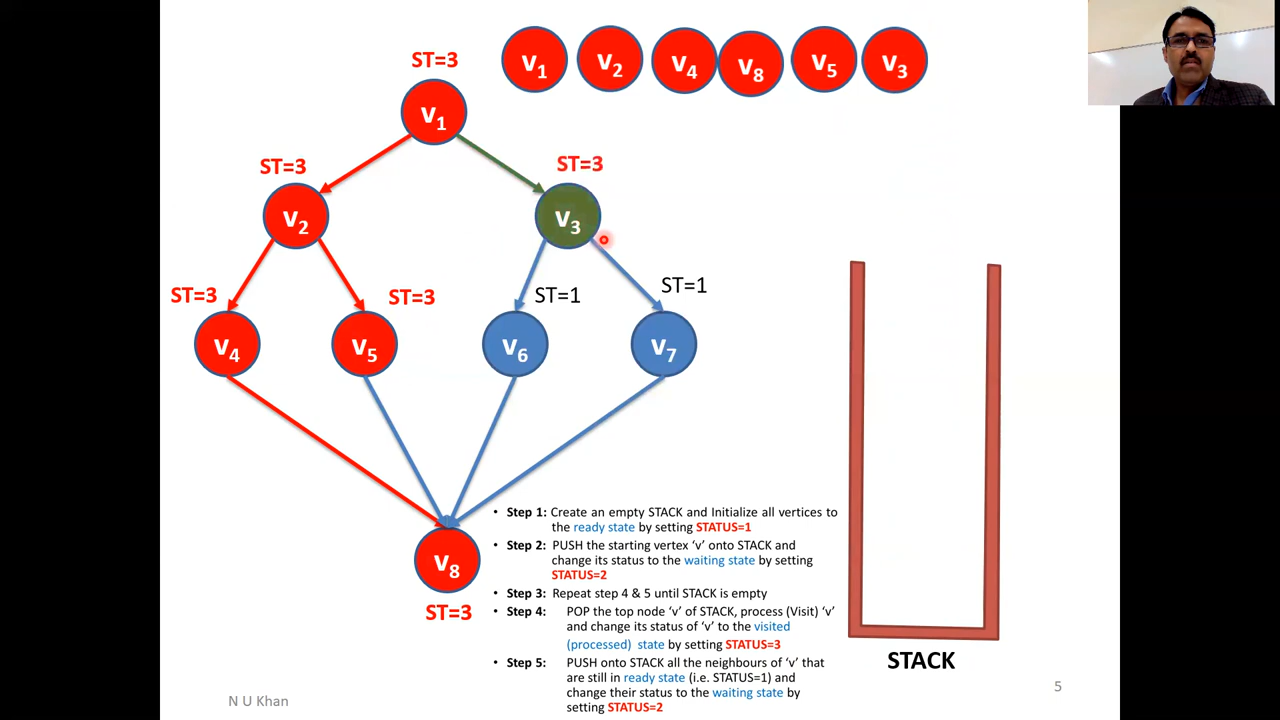 ST=3
v1 v2 v4 v8 v5 v3
v1
ST=3
ST=3
v2
v3
ST=3
ST=3
ST=1
ST=1
v4
v5
v6
v7
v8
ST=3
• Step 1: Create an empty STACK and Initialize all vertices to
the ready state by setting STATUS=1
• Step 2: PUSH the starting vertex ‘v’ onto STACK and
change its status to the waiting state by setting
STATUS=2
• Step 3: Repeat step 4 & 5 until STACK is empty
• Step 4: POP the top node ‘v’ of STACK, process (Visit) ‘v’
and change its status of ‘v’ to the visited
(processed) state by setting STATUS=3
• Step 5: PUSH onto STACK all the neighbours of ‘v’ that
are still in ready state (i.e. STATUS=1) and
change their status to the waiting state by
setting STATUS=2
STACK
N U Khan
5